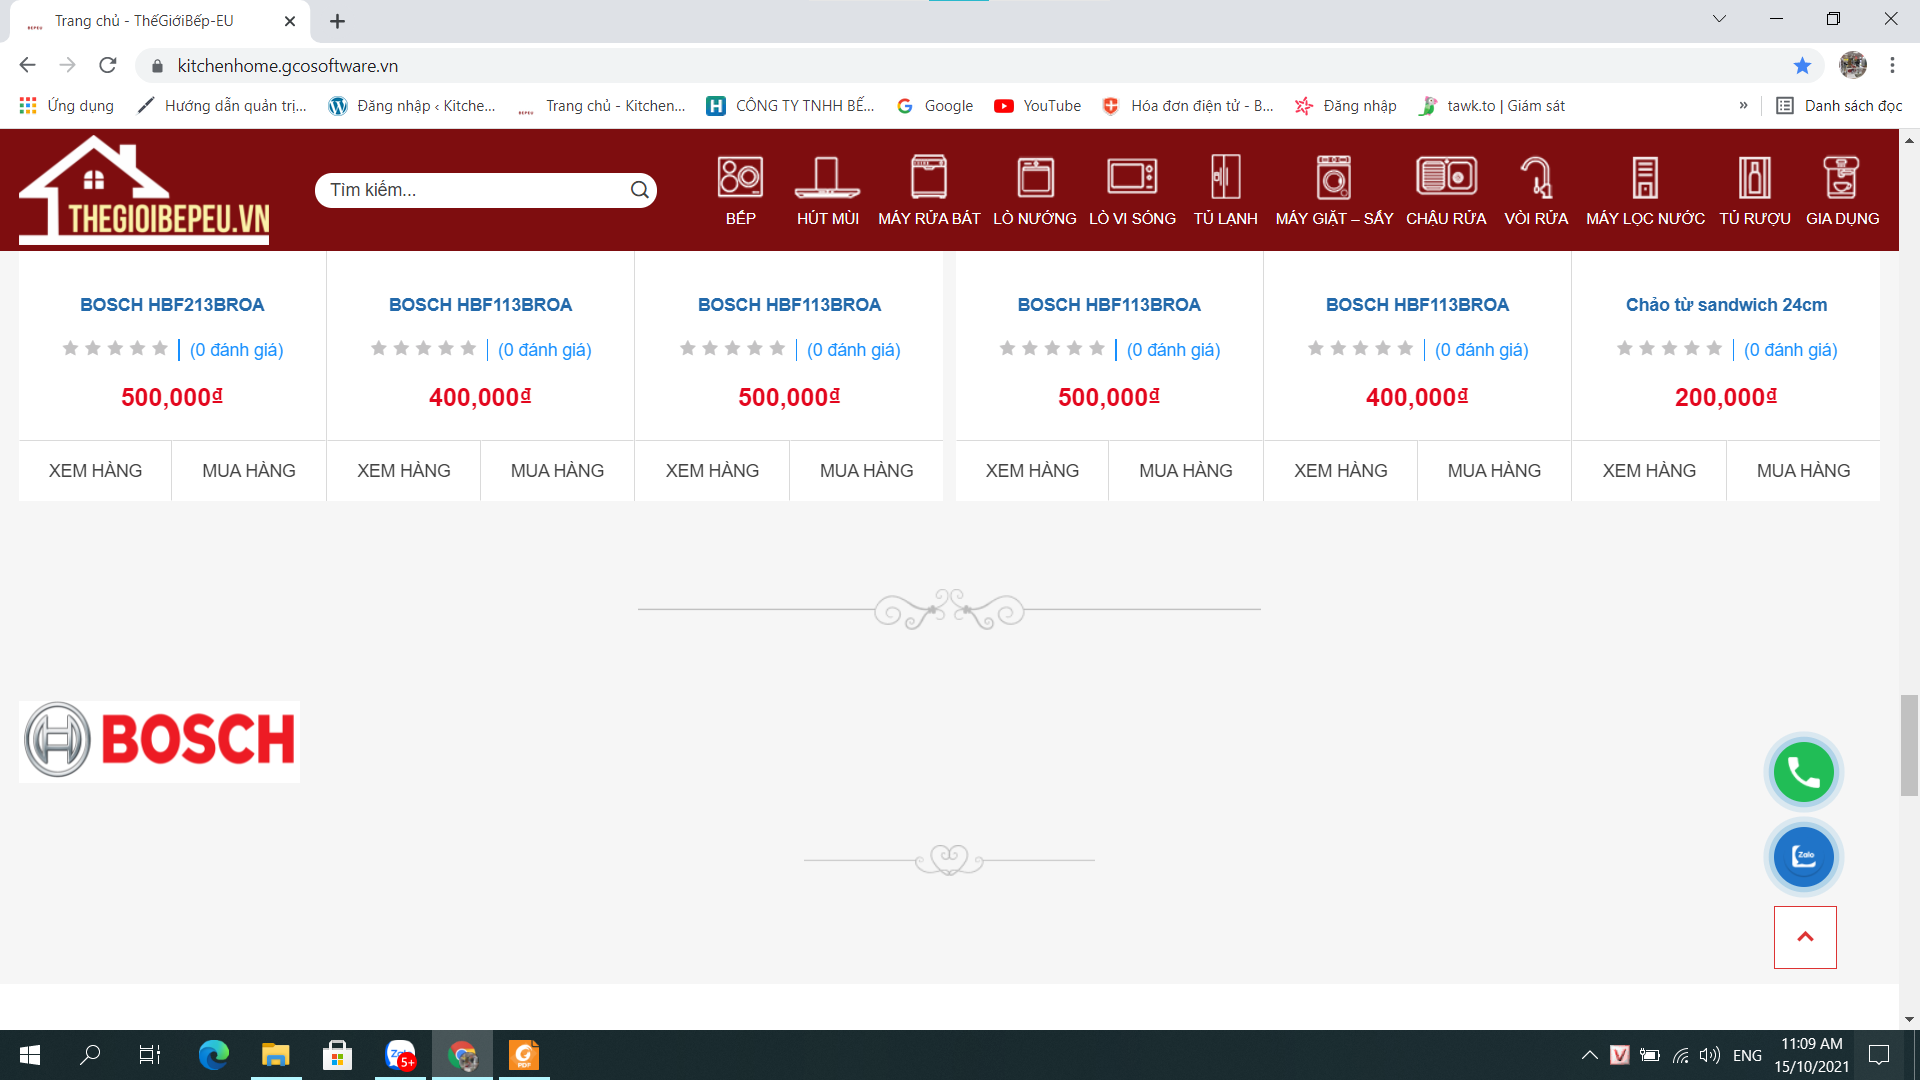 Trang chủ - ThếGiớiBếp-EU
kitchenhome.gcosoftware.vn
Ứng dụng Hướng dẫn quản trị... Đăng nhập ‹ Kitche... Trang chủ - Kitchen... CÔNG TY TNHH BẾ... Google YouTube Hóa đơn điện tử - B... Đăng nhập tawk.to | Giám sát » Danh sách đọc
THEGIOIBEPEU.VN
Tìm kiếm...
BẾP HÚT MÙI MÁY RỬA BÁT LÒ NƯỚNG LÒ VI SÓNG TỦ LẠNH MÁY GIẶT – SẤY CHẬU RỬA VÒI RỬA MÁY LỌC NƯỚC TỦ RƯỢU GIA DỤNG
BOSCH HBF213BROA BOSCH HBF113BROA BOSCH HBF113BROA BOSCH HBF113BROA BOSCH HBF113BROA Chảo từ sandwich 24cm
(0 đánh giá) (0 đánh giá) (0 đánh giá) (0 đánh giá) (0 đánh giá) (0 đánh giá)
500,000₫ 400,000₫ 500,000₫ 500,000₫ 400,000₫ 200,000₫
XEM HÀNG MUA HÀNG XEM HÀNG MUA HÀNG XEM HÀNG MUA HÀNG XEM HÀNG MUA HÀNG XEM HÀNG MUA HÀNG XEM HÀNG MUA HÀNG
BOSCH
Zalo
5+
PDF
ENG
11:09 AM
15/10/2021